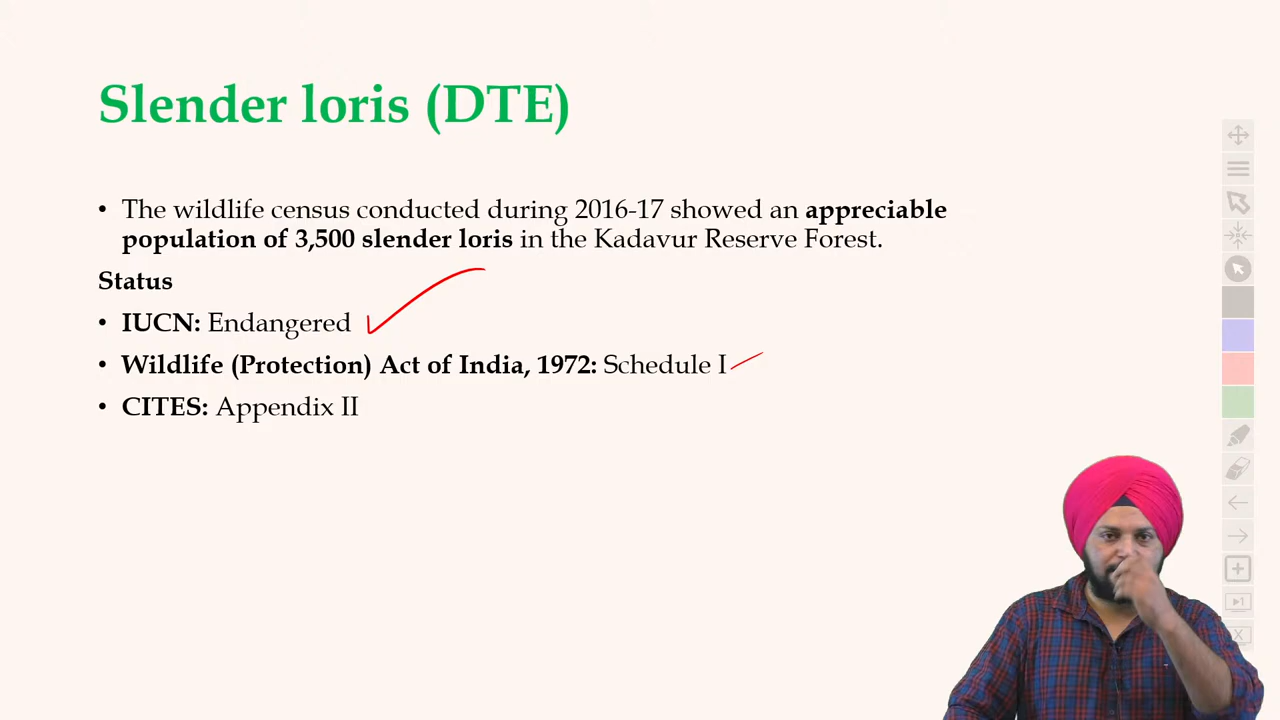 Slender loris (DTE)
• The wildlife census conducted during 2016-17 showed an appreciable
population of 3,500 slender loris in the Kadavur Reserve Forest.
Status
• IUCN: Endangered
• Wildlife (Protection) Act of India, 1972: Schedule I
• CITES: Appendix II